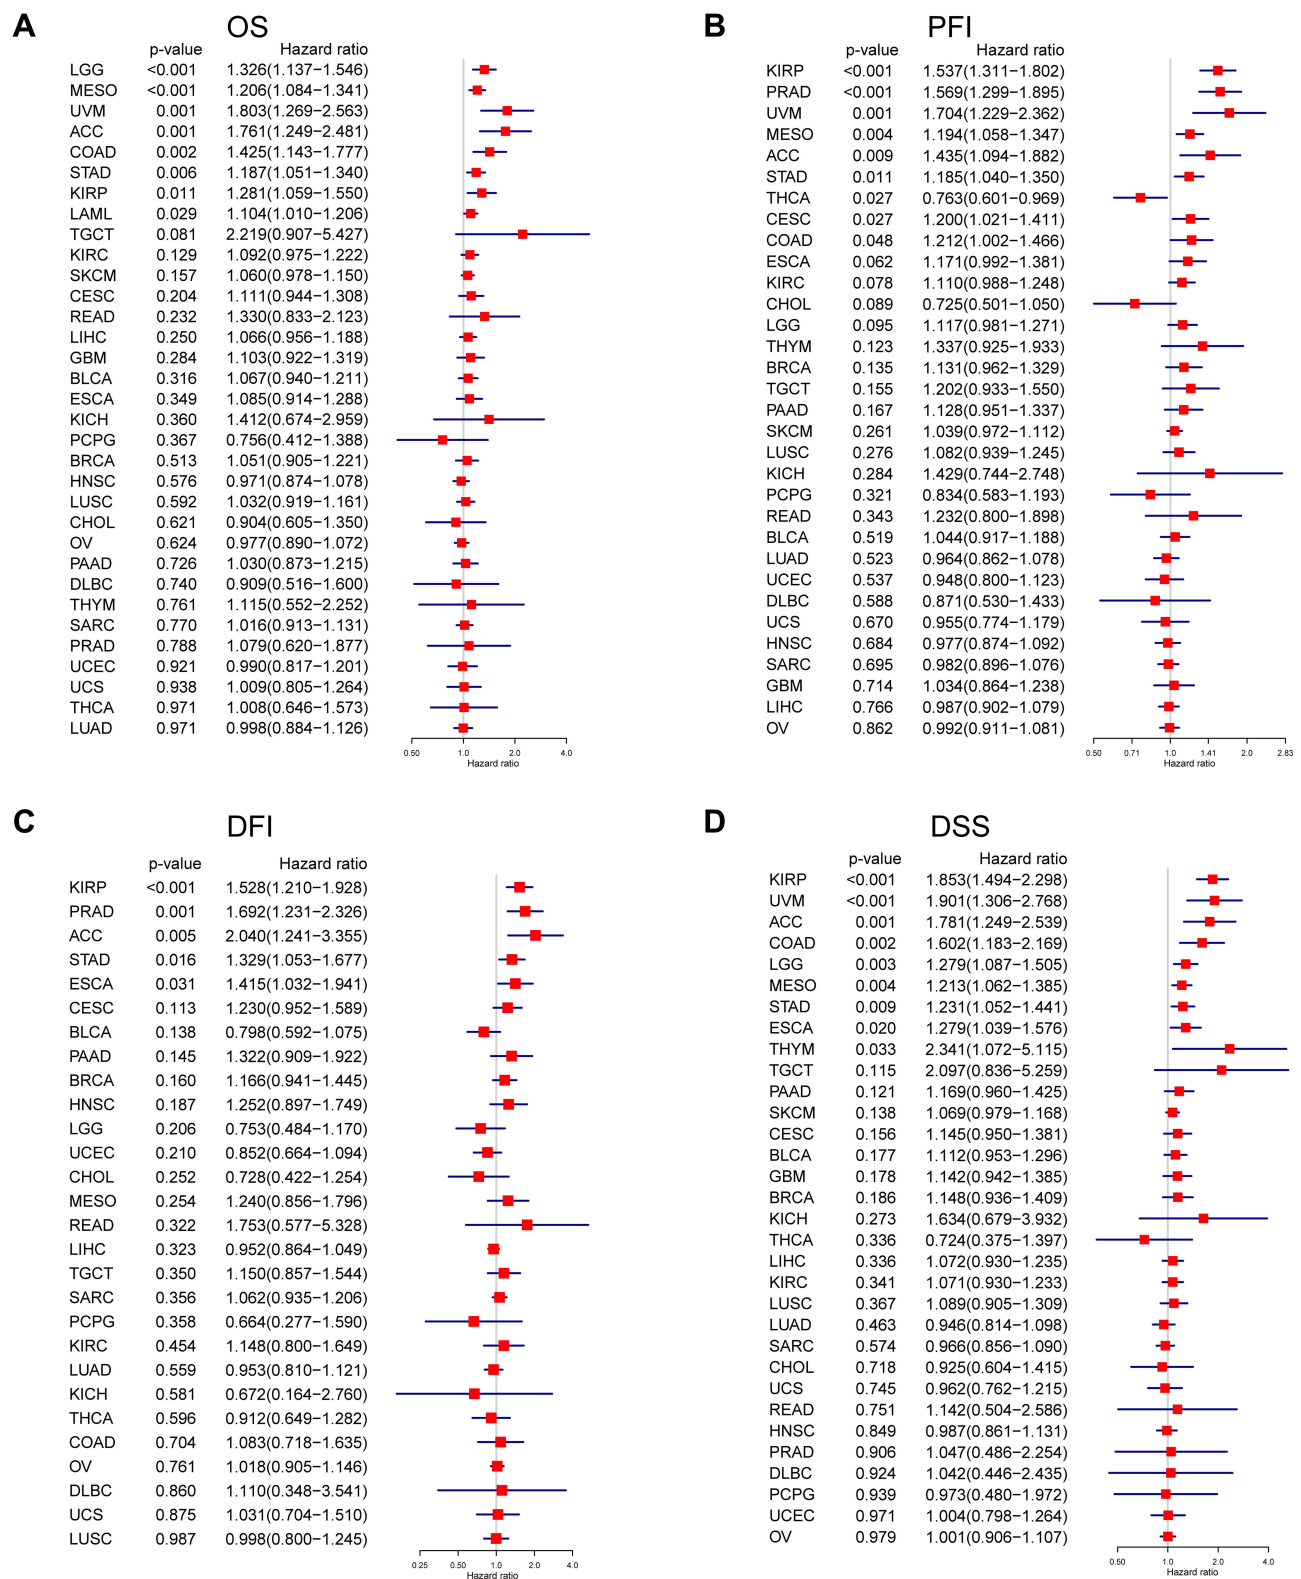 A
OS
p-value Hazard ratio
LGG <0.001 1.326(1.137−1.546)
MESO <0.001 1.206(1.084−1.341)
UVM 0.001 1.803(1.269−2.563)
ACC 0.001 1.761(1.249−2.481)
COAD 0.002 1.425(1.143−1.777)
STAD 0.006 1.187(1.051−1.340)
KIRP 0.011 1.281(1.059−1.550)
LAML 0.029 1.104(1.010−1.206)
TGCT 0.081 2.219(0.907−5.427)
KIRC 0.129 1.092(0.975−1.222)
SKCM 0.157 1.060(0.978−1.150)
CESC 0.204 1.111(0.944−1.308)
READ 0.232 1.330(0.833−2.123)
LIHC 0.250 1.066(0.956−1.188)
GBM 0.284 1.103(0.922−1.319)
BLCA 0.316 1.067(0.940−1.211)
ESCA 0.349 1.085(0.914−1.288)
KICH 0.360 1.412(0.674−2.959)
PCPG 0.367 0.756(0.412−1.388)
BRCA 0.513 1.051(0.905−1.221)
HNSC 0.576 0.971(0.874−1.078)
LUSC 0.592 1.032(0.919−1.161)
CHOL 0.621 0.904(0.605−1.350)
OV 0.624 0.977(0.890−1.072)
PAAD 0.726 1.030(0.873−1.215)
DLBC 0.740 0.909(0.516−1.600)
THYM 0.761 1.115(0.552−2.252)
SARC 0.770 1.016(0.913−1.131)
PRAD 0.788 1.079(0.620−1.877)
UCEC 0.921 0.990(0.817−1.201)
UCS 0.938 1.009(0.805−1.264)
THCA 0.971 1.008(0.646−1.573)
LUAD 0.971 0.998(0.884−1.126)
0.50 1.0 2.0 4.0
Hazard ratio
B
PFI
p-value Hazard ratio
KIRP <0.001 1.537(1.311−1.802)
PRAD <0.001 1.569(1.299−1.895)
UVM 0.001 1.704(1.229−2.362)
MESO 0.004 1.194(1.058−1.347)
ACC 0.009 1.435(1.094−1.882)
STAD 0.011 1.185(1.040−1.350)
THCA 0.027 0.763(0.601−0.969)
CESC 0.027 1.200(1.021−1.411)
COAD 0.048 1.212(1.002−1.466)
ESCA 0.062 1.171(0.992−1.381)
KIRC 0.078 1.110(0.988−1.248)
CHOL 0.089 0.725(0.501−1.050)
LGG 0.095 1.117(0.981−1.271)
THYM 0.123 1.337(0.925−1.933)
BRCA 0.135 1.131(0.962−1.329)
TGCT 0.155 1.202(0.933−1.550)
PAAD 0.167 1.128(0.951−1.337)
SKCM 0.261 1.039(0.972−1.112)
LUSC 0.276 1.082(0.939−1.245)
KICH 0.284 1.429(0.744−2.748)
PCPG 0.321 0.834(0.583−1.193)
READ 0.343 1.232(0.800−1.898)
BLCA 0.519 1.044(0.917−1.188)
LUAD 0.523 0.964(0.862−1.078)
UCEC 0.537 0.948(0.800−1.123)
DLBC 0.588 0.871(0.530−1.433)
UCS 0.670 0.955(0.774−1.179)
HNSC 0.684 0.977(0.874−1.092)
SARC 0.695 0.982(0.896−1.076)
GBM 0.714 1.034(0.864−1.238)
LIHC 0.766 0.987(0.902−1.079)
OV 0.862 0.992(0.911−1.081)
0.50 0.71 1.0 1.41 2.0 2.83
Hazard ratio
C
DFI
p-value Hazard ratio
KIRP <0.001 1.528(1.210−1.928)
PRAD 0.001 1.692(1.231−2.326)
ACC 0.005 2.040(1.241−3.355)
STAD 0.016 1.329(1.053−1.677)
ESCA 0.031 1.415(1.032−1.941)
CESC 0.113 1.230(0.952−1.589)
BLCA 0.138 0.798(0.592−1.075)
PAAD 0.145 1.322(0.909−1.922)
BRCA 0.160 1.166(0.941−1.445)
HNSC 0.187 1.252(0.897−1.749)
LGG 0.206 0.753(0.484−1.170)
UCEC 0.210 0.852(0.664−1.094)
CHOL 0.252 0.728(0.422−1.254)
MESO 0.254 1.240(0.856−1.796)
READ 0.322 1.753(0.577−5.328)
LIHC 0.323 0.952(0.864−1.049)
TGCT 0.350 1.150(0.857−1.544)
SARC 0.356 1.062(0.935−1.206)
PCPG 0.358 0.664(0.277−1.590)
KIRC 0.454 1.148(0.800−1.649)
LUAD 0.559 0.953(0.810−1.121)
KICH 0.581 0.672(0.164−2.760)
THCA 0.596 0.912(0.649−1.282)
COAD 0.704 1.083(0.718−1.635)
OV 0.761 1.018(0.905−1.146)
DLBC 0.860 1.110(0.348−3.541)
UCS 0.875 1.031(0.704−1.510)
LUSC 0.987 0.998(0.800−1.245)
0.25 0.50 1.0 2.0 4.0
Hazard ratio
D
DSS
p-value Hazard ratio
KIRP <0.001 1.853(1.494−2.298)
UVM <0.001 1.901(1.306−2.768)
ACC 0.001 1.781(1.249−2.539)
COAD 0.002 1.602(1.183−2.169)
LGG 0.003 1.279(1.087−1.505)
MESO 0.004 1.213(1.062−1.385)
STAD 0.009 1.231(1.052−1.441)
ESCA 0.020 1.279(1.039−1.576)
THYM 0.033 2.341(1.072−5.115)
TGCT 0.115 2.097(0.836−5.259)
PAAD 0.121 1.169(0.960−1.425)
SKCM 0.138 1.069(0.979−1.168)
CESC 0.156 1.145(0.950−1.381)
BLCA 0.177 1.112(0.953−1.296)
GBM 0.178 1.142(0.942−1.385)
BRCA 0.186 1.148(0.936−1.409)
KICH 0.273 1.634(0.679−3.932)
THCA 0.336 0.724(0.375−1.397)
LIHC 0.336 1.072(0.930−1.235)
KIRC 0.341 1.071(0.930−1.233)
LUSC 0.367 1.089(0.905−1.309)
LUAD 0.463 0.946(0.814−1.098)
SARC 0.574 0.966(0.856−1.090)
CHOL 0.718 0.925(0.604−1.415)
UCS 0.745 0.962(0.762−1.215)
READ 0.751 1.142(0.504−2.586)
HNSC 0.849 0.987(0.861−1.131)
PRAD 0.906 1.047(0.486−2.254)
DLBC 0.924 1.042(0.446−2.435)
PCPG 0.939 0.973(0.480−1.972)
UCEC 0.971 1.004(0.798−1.264)
OV 0.979 1.001(0.906−1.107)
0.50 1.0 2.0 4.0
Hazard ratio